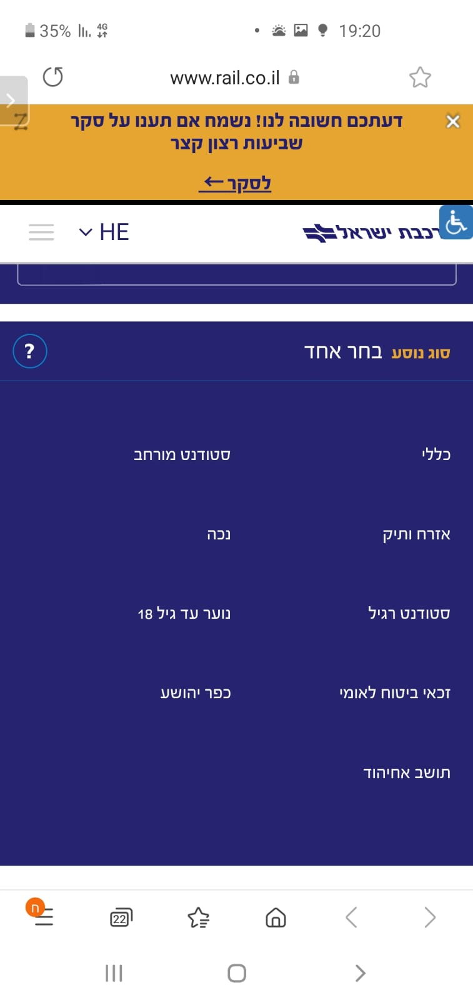 35% 4G 19:20
www.rail.co.il
Z
דעתכם חשובה לנו! נשמח אם תענו על סקר
שביעות רצון קצר
לסקר ←
רכבת ישראל HE
סוג נוסע בחר אחד ?
כללי סטודנט מורחב
אזרח ותיק נכה
סטודנט רגיל נוער עד גיל 18
זכאי ביטוח לאומי כפר יהושע
תושב אחיהוד
ח 22